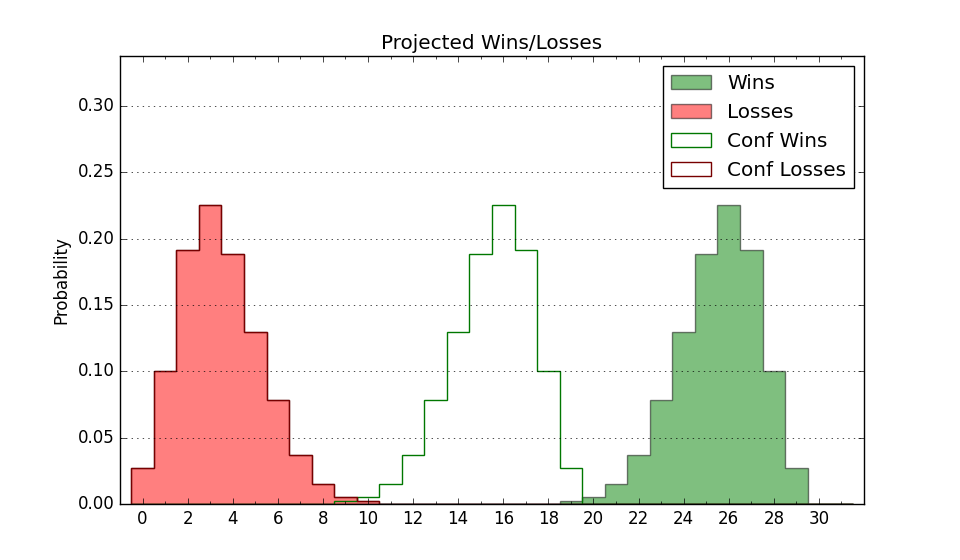 Projected Wins/Losses
Wins
Losses
Conf Wins
Conf Losses
Probability
0.30
0.25
0.20
0.15
0.10
0.05
0.00
0 2 4 6 8 10 12 14 16 18 20 22 24 26 28 30